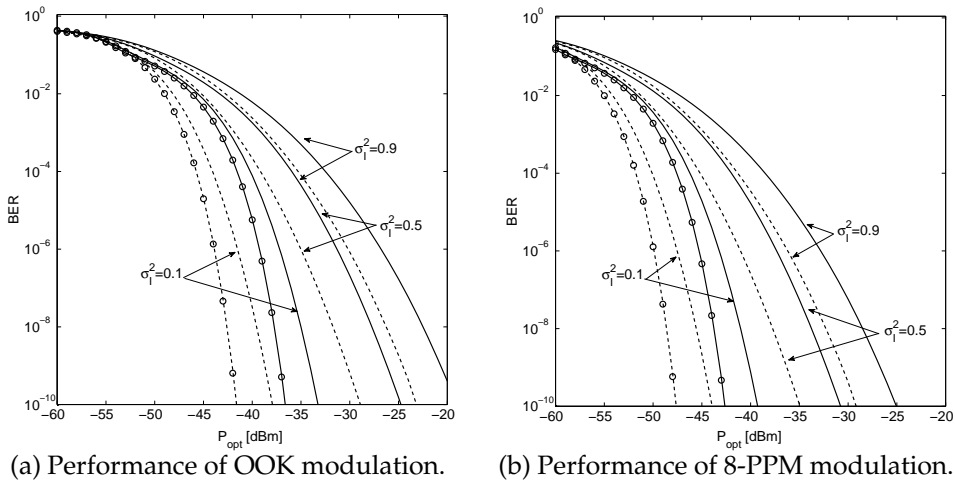 10^0
10^0
10^−2
10^−2
10^−4
10^−4
10^−6
10^−6
10^−8
10^−8
10^−10
10^−10
BER
BER
σ_I^2=0.9
σ_I^2=0.5
σ_I^2=0.1
σ_I^2=0.9
σ_I^2=0.1
σ_I^2=0.5
−60 −55 −50 −45 −40 −35 −30 −25 −20
−60 −55 −50 −45 −40 −35 −30 −25 −20
P_opt [dBm]
P_opt [dBm]
(a) Performance of OOK modulation.
(b) Performance of 8-PPM modulation.